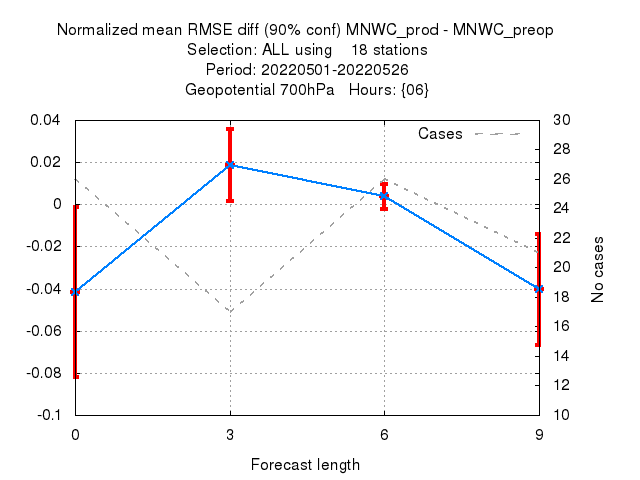 Normalized mean RMSE diff (90% conf) MNWC_prod - MNWC_preop
Selection: ALL using    18 stations
Period: 20220501-20220526
Geopotential 700hPa   Hours: {06}
Cases
0.04
0.02
0
-0.02
-0.04
-0.06
-0.08
-0.1
30
28
26
24
22
20
18
16
14
12
10
No cases
0 3 6 9
Forecast length